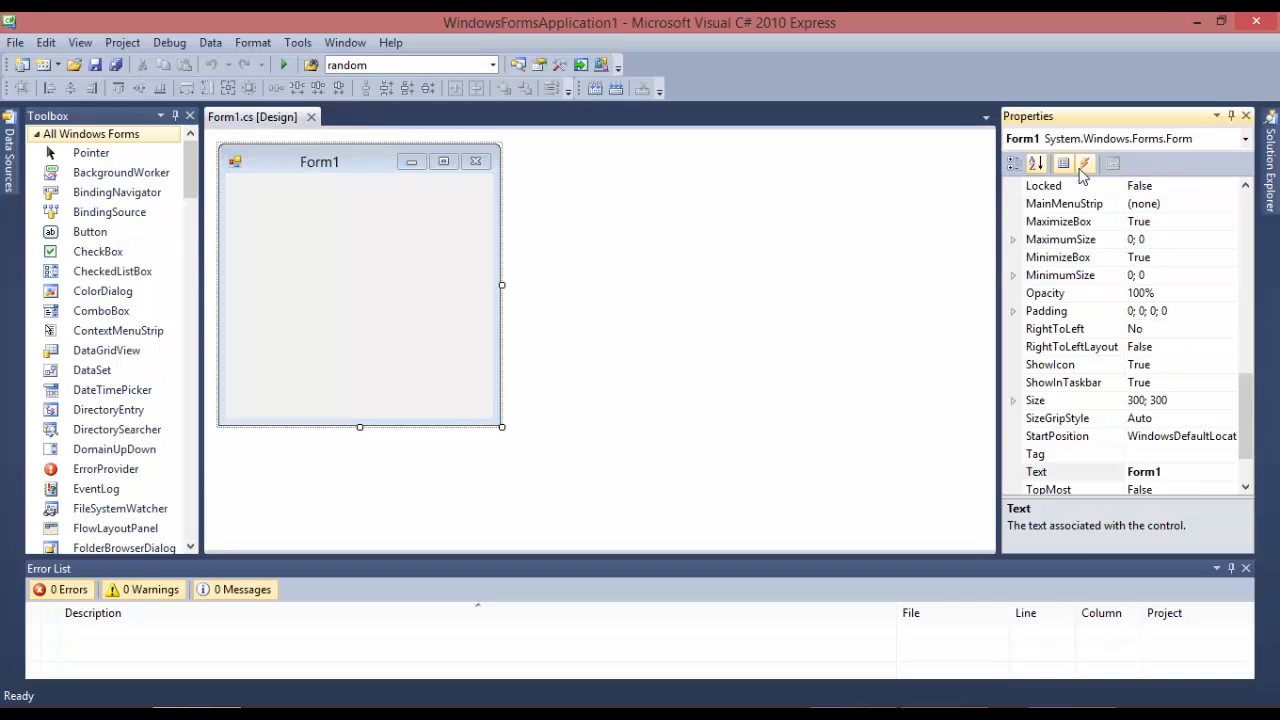 WindowsFormsApplication1 - Microsoft Visual C# 2010 Express
File Edit View Project Debug Data Format Tools Window Help
random
Data Sources
Toolbox
All Windows Forms
Pointer
BackgroundWorker
BindingNavigator
BindingSource
Button
CheckBox
CheckedListBox
ColorDialog
ComboBox
ContextMenuStrip
DataGridView
DataSet
DateTimePicker
DirectoryEntry
DirectorySearcher
DomainUpDown
ErrorProvider
EventLog
FileSystemWatcher
FlowLayoutPanel
FolderBrowserDialog
Form1.cs [Design]
Form1
Properties
Form1 System.Windows.Forms.Form
Locked False
MainMenuStrip (none)
MaximizeBox True
MaximumSize 0; 0
MinimizeBox True
MinimumSize 0; 0
Opacity 100%
Padding 0; 0; 0; 0
RightToLeft No
RightToLeftLayout False
ShowIcon True
ShowInTaskbar True
Size 300; 300
SizeGripStyle Auto
StartPosition WindowsDefaultLocat
Tag
Text Form1
TopMost False
Text
The text associated with the control.
Solution Explorer
Error List
0 Errors 0 Warnings 0 Messages
Description File Line Column Project
Ready